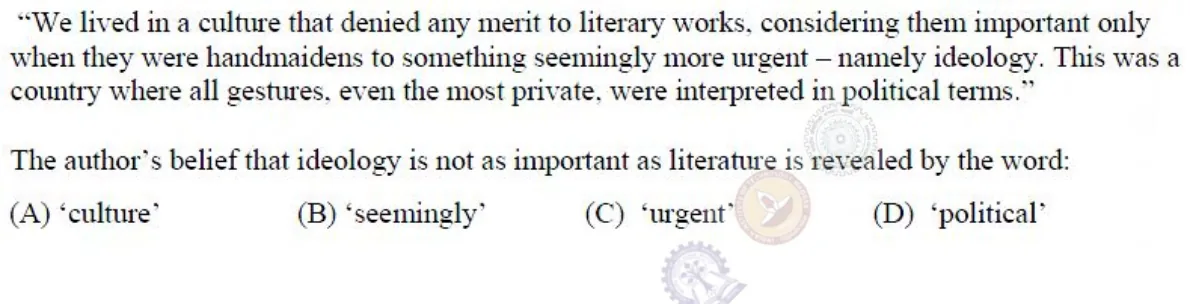 “We lived in a culture that denied any merit to literary works, considering them important only
when they were handmaidens to something seemingly more urgent – namely ideology. This was a
country where all gestures, even the most private, were interpreted in political terms.”
The author’s belief that ideology is not as important as literature is revealed by the word:
(A) ‘culture’ (B) ‘seemingly’ (C) ‘urgent’ (D) ‘political’